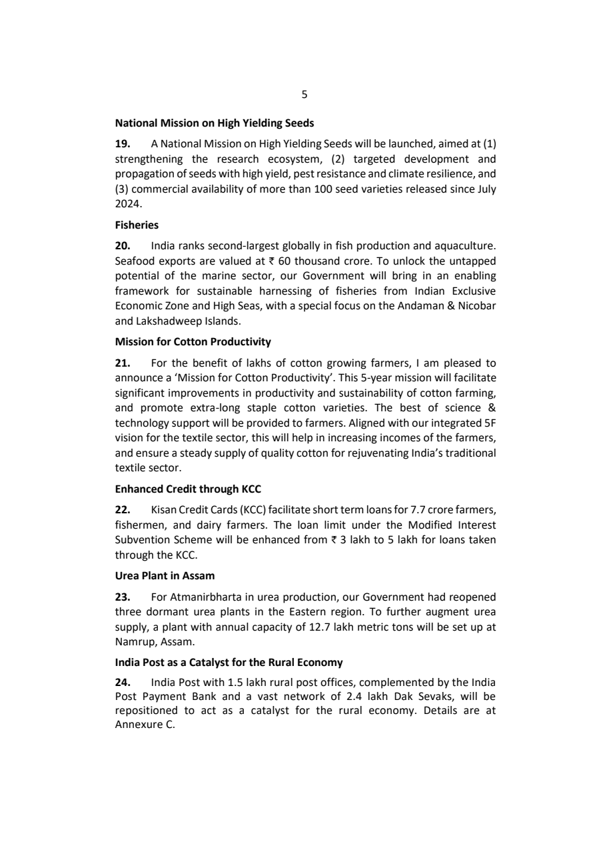 5
National Mission on High Yielding Seeds
19. A National Mission on High Yielding Seeds will be launched, aimed at (1)
strengthening the research ecosystem, (2) targeted development and
propagation of seeds with high yield, pest resistance and climate resilience, and
(3) commercial availability of more than 100 seed varieties released since July
2024.
Fisheries
20. India ranks second-largest globally in fish production and aquaculture.
Seafood exports are valued at ₹ 60 thousand crore. To unlock the untapped
potential of the marine sector, our Government will bring in an enabling
framework for sustainable harnessing of fisheries from Indian Exclusive
Economic Zone and High Seas, with a special focus on the Andaman & Nicobar
and Lakshadweep Islands.
Mission for Cotton Productivity
21. For the benefit of lakhs of cotton growing farmers, I am pleased to
announce a ‘Mission for Cotton Productivity’. This 5-year mission will facilitate
significant improvements in productivity and sustainability of cotton farming,
and promote extra-long staple cotton varieties. The best of science &
technology support will be provided to farmers. Aligned with our integrated 5F
vision for the textile sector, this will help in increasing incomes of the farmers,
and ensure a steady supply of quality cotton for rejuvenating India’s traditional
textile sector.
Enhanced Credit through KCC
22. Kisan Credit Cards (KCC) facilitate short term loans for 7.7 crore farmers,
fishermen, and dairy farmers. The loan limit under the Modified Interest
Subvention Scheme will be enhanced from ₹ 3 lakh to 5 lakh for loans taken
through the KCC.
Urea Plant in Assam
23. For Atmanirbharta in urea production, our Government had reopened
three dormant urea plants in the Eastern region. To further augment urea
supply, a plant with annual capacity of 12.7 lakh metric tons will be set up at
Namrup, Assam.
India Post as a Catalyst for the Rural Economy
24. India Post with 1.5 lakh rural post offices, complemented by the India
Post Payment Bank and a vast network of 2.4 lakh Dak Sevaks, will be
repositioned to act as a catalyst for the rural economy. Details are at
Annexure C.